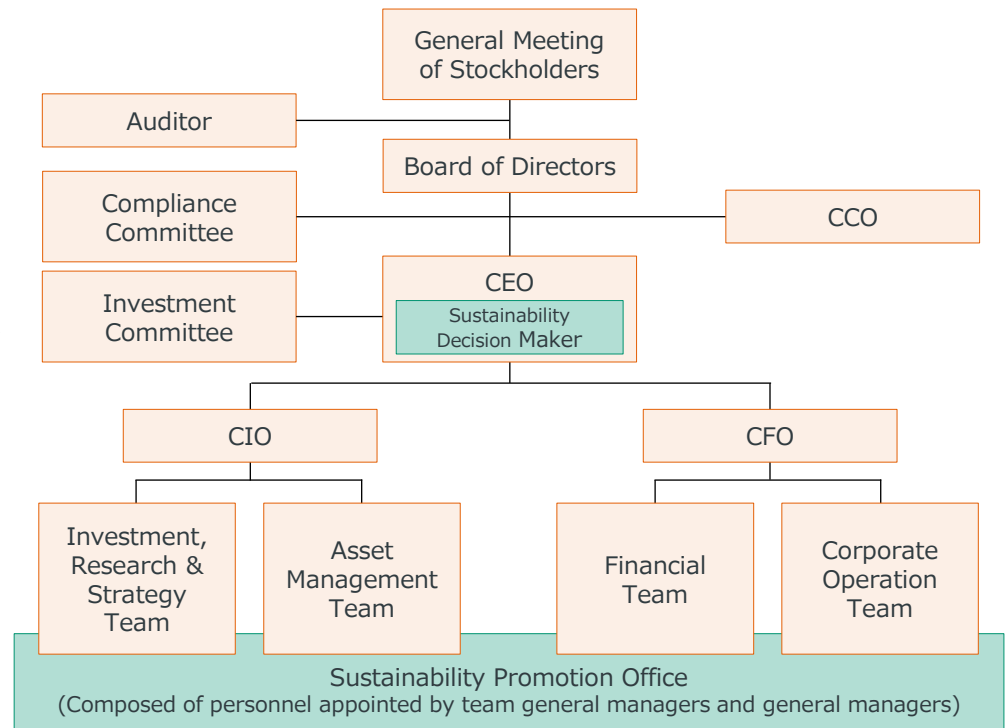 General Meeting
of Stockholders
Auditor
Board of Directors
Compliance
Committee
CCO
CEO
Sustainability
Decision Maker
Investment
Committee
CIO
CFO
Investment,
Research &
Strategy
Team
Asset
Management
Team
Financial
Team
Corporate
Operation
Team
Sustainability Promotion Office
(Composed of personnel appointed by team general managers and general managers)